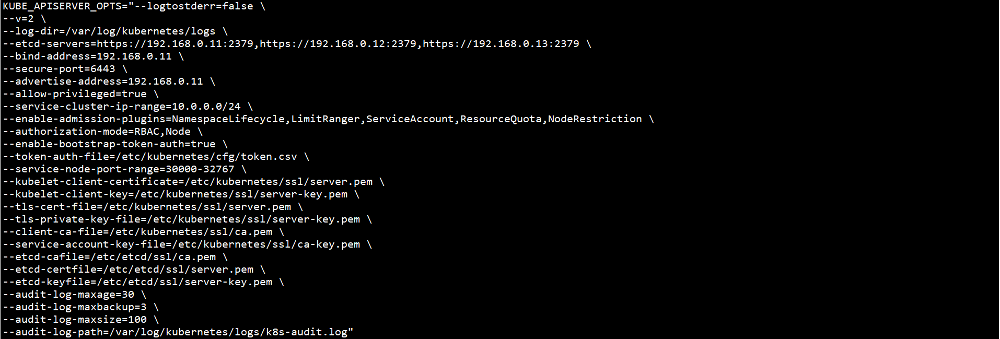 KUBE_APISERVER_OPTS="--logtostderr=false \
--v=2 \
--log-dir=/var/log/kubernetes/logs \
--etcd-servers=https://192.168.0.11:2379,https://192.168.0.12:2379,https://192.168.0.13:2379 \
--bind-address=192.168.0.11 \
--secure-port=6443 \
--advertise-address=192.168.0.11 \
--allow-privileged=true \
--service-cluster-ip-range=10.0.0.0/24 \
--enable-admission-plugins=NamespaceLifecycle,LimitRanger,ServiceAccount,ResourceQuota,NodeRestriction \
--authorization-mode=RBAC,Node \
--enable-bootstrap-token-auth=true \
--token-auth-file=/etc/kubernetes/cfg/token.csv \
--service-node-port-range=30000-32767 \
--kubelet-client-certificate=/etc/kubernetes/ssl/server.pem \
--kubelet-client-key=/etc/kubernetes/ssl/server-key.pem \
--tls-cert-file=/etc/kubernetes/ssl/server.pem \
--tls-private-key-file=/etc/kubernetes/ssl/server-key.pem \
--client-ca-file=/etc/kubernetes/ssl/ca.pem \
--service-account-key-file=/etc/kubernetes/ssl/ca-key.pem \
--etcd-cafile=/etc/etcd/ssl/ca.pem \
--etcd-certfile=/etc/etcd/ssl/server.pem \
--etcd-keyfile=/etc/etcd/ssl/server-key.pem \
--audit-log-maxage=30 \
--audit-log-maxbackup=3 \
--audit-log-maxsize=100 \
--audit-log-path=/var/log/kubernetes/logs/k8s-audit.log"